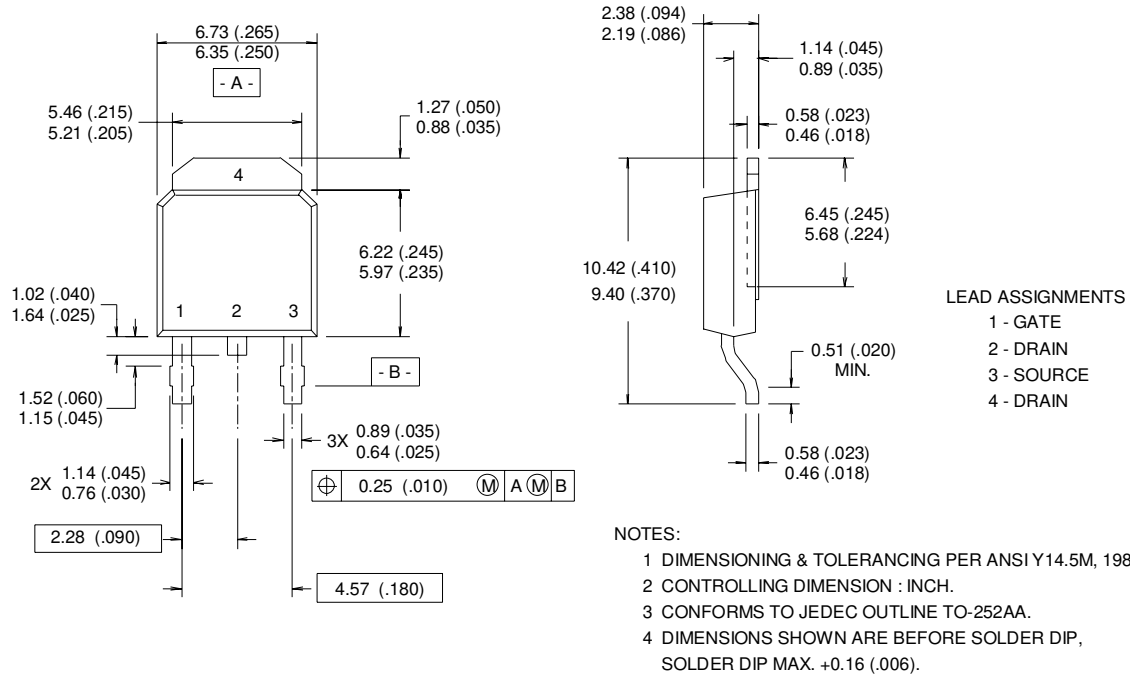 6.73 (.265)
6.35 (.250)
- A -
5.46 (.215)
5.21 (.205)
1.27 (.050)
0.88 (.035)
4
6.22 (.245)
5.97 (.235)
1.02 (.040)
1.64 (.025)
1 2 3
1.52 (.060)
1.15 (.045)
- B -
3X 0.89 (.035)
0.64 (.025)
2X 1.14 (.045)
0.76 (.030)
⌖ 0.25 (.010) Ⓜ A Ⓜ B
2.28 (.090)
4.57 (.180)
2.38 (.094)
2.19 (.086)
1.14 (.045)
0.89 (.035)
0.58 (.023)
0.46 (.018)
6.45 (.245)
5.68 (.224)
10.42 (.410)
9.40 (.370)
0.51 (.020)
MIN.
0.58 (.023)
0.46 (.018)
LEAD ASSIGNMENTS
1 - GATE
2 - DRAIN
3 - SOURCE
4 - DRAIN
NOTES:
1 DIMENSIONING & TOLERANCING PER ANSI Y14.5M, 198
2 CONTROLLING DIMENSION : INCH.
3 CONFORMS TO JEDEC OUTLINE TO-252AA.
4 DIMENSIONS SHOWN ARE BEFORE SOLDER DIP,
SOLDER DIP MAX. +0.16 (.006).